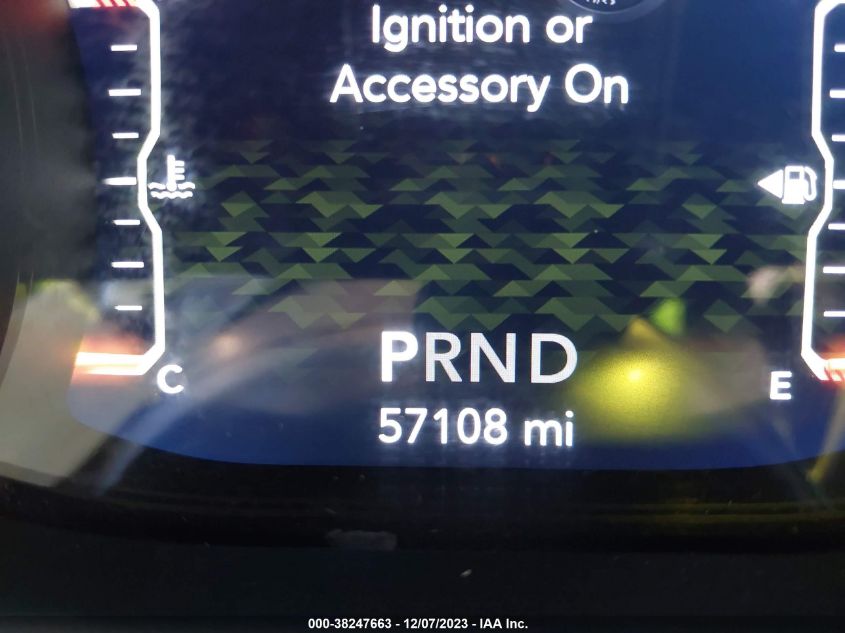 Ignition or
Accessory On
C
E
PRND
57108 mi
000-38247663 - 12/07/2023 - IAA Inc.